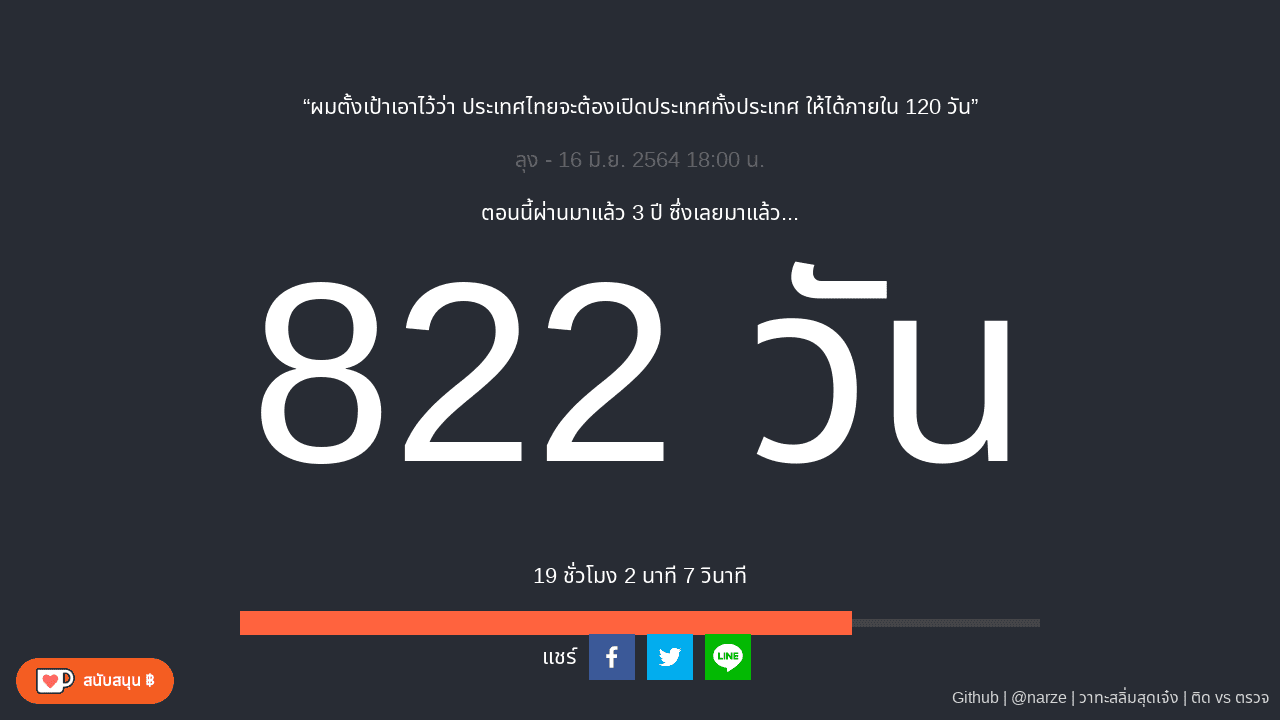 “ผมตั้งเป้าเอาไว้ว่า ประเทศไทยจะต้องเปิดประเทศทั้งประเทศ ให้ได้ภายใน 120 วัน”
ลุง - 16 มิ.ย. 2564 18:00 น.
ตอนนี้ผ่านมาแล้ว 3 ปี ซึ่งเลยมาแล้ว...
822 วัน
19 ชั่วโมง 2 นาที 7 วินาที
แชร์
LINE
สนับสนุน ฿
Github | @narze | วาทะสลิ่มสุดเจ๋ง | ติด vs ตรวจ